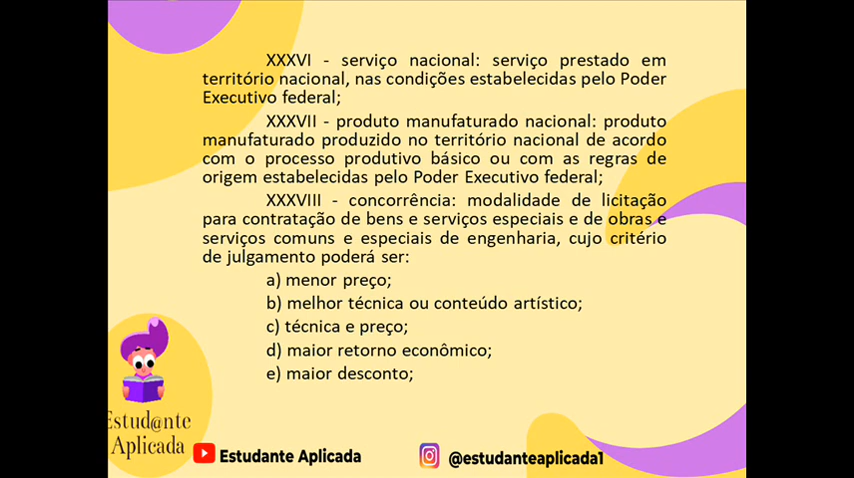 XXXVI - serviço nacional: serviço prestado em
território nacional, nas condições estabelecidas pelo Poder
Executivo federal;
XXXVII - produto manufaturado nacional: produto
manufaturado produzido no território nacional de acordo
com o processo produtivo básico ou com as regras de
origem estabelecidas pelo Poder Executivo federal;
XXXVIII - concorrência: modalidade de licitação
para contratação de bens e serviços especiais e de obras e
serviços comuns e especiais de engenharia, cujo critério
de julgamento poderá ser:
a) menor preço;
b) melhor técnica ou conteúdo artístico;
c) técnica e preço;
d) maior retorno econômico;
e) maior desconto;
Estud@nte
Aplicada
Estudante Aplicada
@estudanteaplicada1